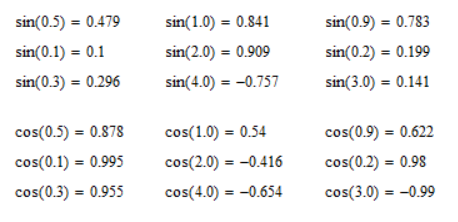 sin(0.5) = 0.479 sin(1.0) = 0.841 sin(0.9) = 0.783
sin(0.1) = 0.1 sin(2.0) = 0.909 sin(0.2) = 0.199
sin(0.3) = 0.296 sin(4.0) = −0.757 sin(3.0) = 0.141
cos(0.5) = 0.878 cos(1.0) = 0.54 cos(0.9) = 0.622
cos(0.1) = 0.995 cos(2.0) = −0.416 cos(0.2) = 0.98
cos(0.3) = 0.955 cos(4.0) = −0.654 cos(3.0) = −0.99